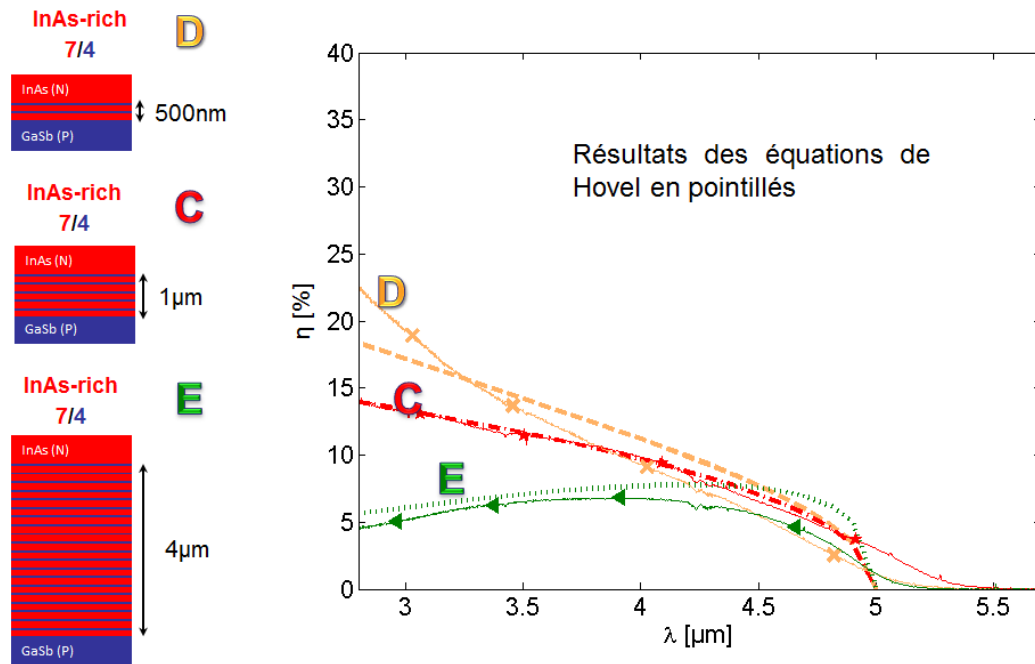 InAs-rich
7/4
D
InAs (N)
500nm
GaSb (P)
InAs-rich
7/4
C
InAs (N)
1µm
GaSb (P)
InAs-rich
7/4
E
InAs (N)
4µm
GaSb (P)
Résultats des équations de
Hovel en pointillés
40
35
30
25
20
15
10
5
0
η [%]
D
C
E
3
3.5
4
4.5
5
5.5
λ [µm]